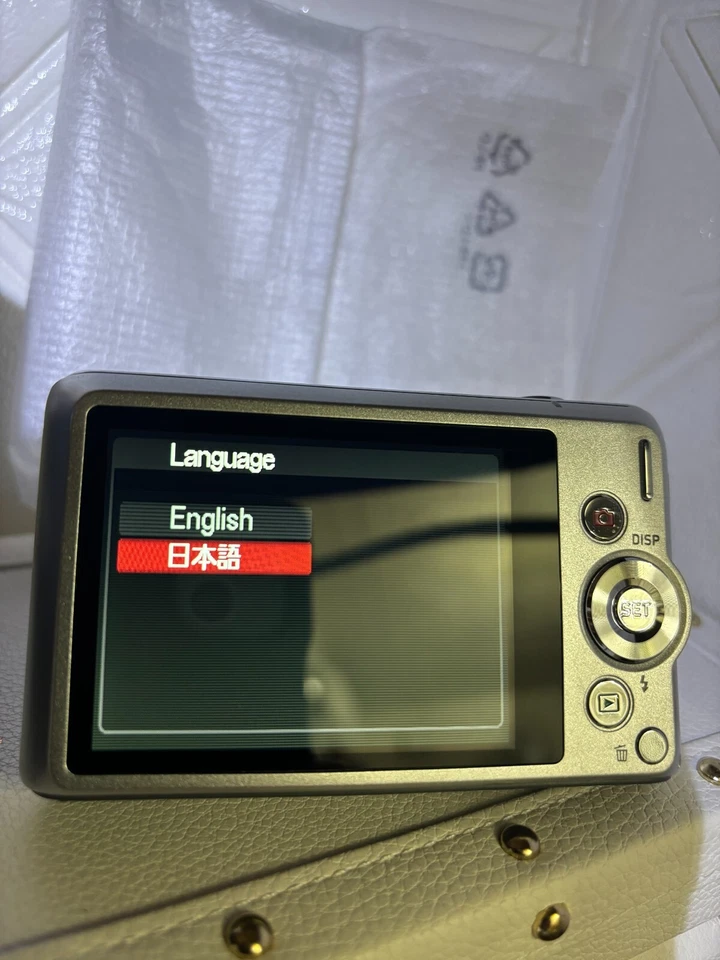 Language
English
日本語
DISP
SET